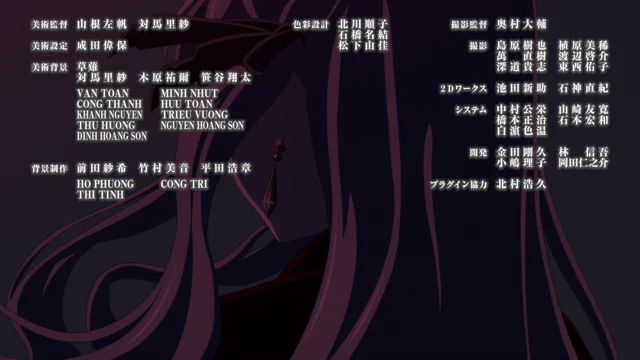 美術監督 山根左帆 対馬里紗
美術設定 成田偉保
美術背景 草薙
対馬里紗 木原祐爾 笹谷翔太
VAN TOAN MINH NHUT
CONG THANH HUU TOAN
KHANH NGUYEN TRIEU VUONG
THU HUONG NGUYEN HOANG SON
DINH HOANG SON
背景制作 前田紗希 竹村美音 平田浩章
HO PHUONG CONG TRI
THI TINH
色彩設計 北川順子
石橋名結
松下由佳
撮影監督 奥村大輔
撮影 島原樹也 植原美稀
萬直樹 渡辺啓介
深道貴志 東西佑子
2Dワークス 池田新助 石神直紀
システム 中村公栄 山崎友寛
橋本正治 石本宏和
白濵色温
開発 金田剛久 林信吾
小嶋理子 岡田仁之介
プラグイン協力 北村浩久